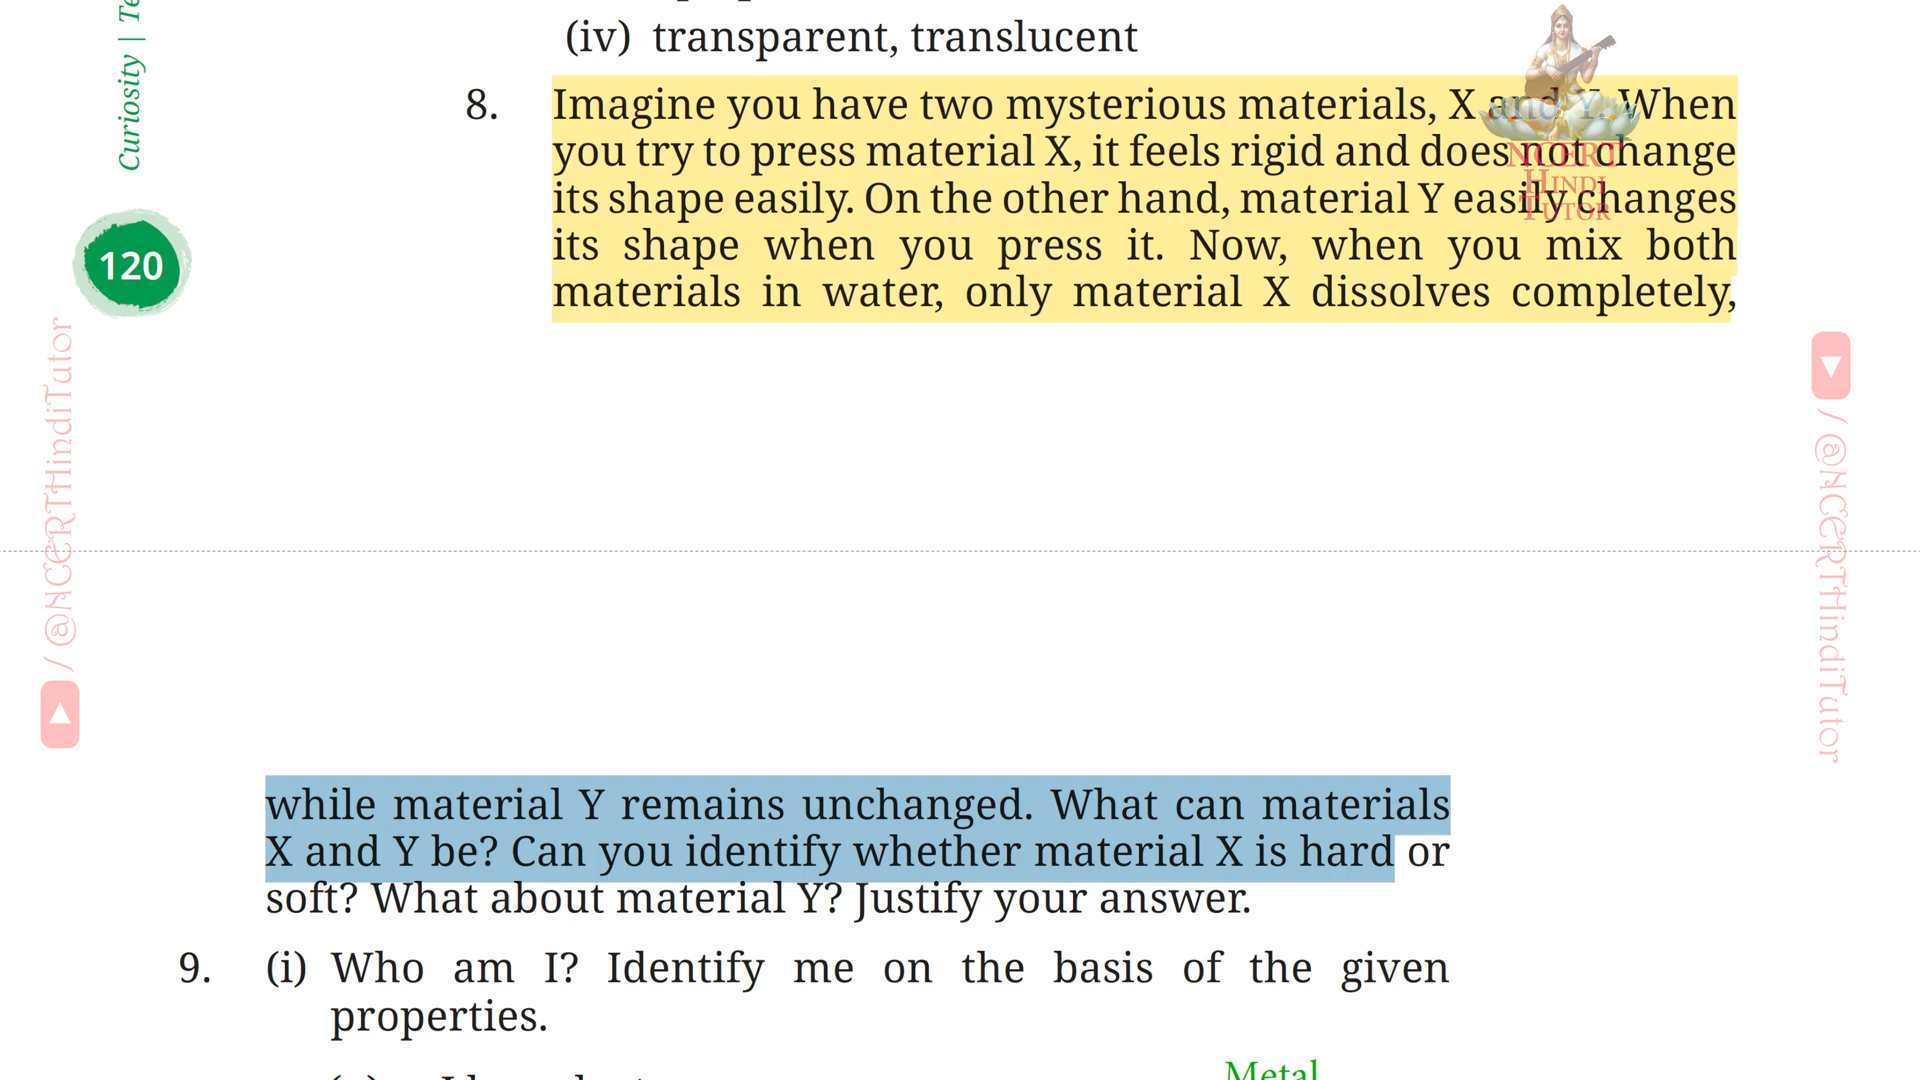 Curiosity | Te
(iv) transparent, translucent
8. Imagine you have two mysterious materials, X and Y. When
you try to press material X, it feels rigid and does not change
its shape easily. On the other hand, material Y easily changes
its shape when you press it. Now, when you mix both
materials in water, only material X dissolves completely,
NCERT
HINDI
TUTOR
120
/ @NCERTHindiTutor
/ @NCERTHindiTutor
while material Y remains unchanged. What can materials
X and Y be? Can you identify whether material X is hard or
soft? What about material Y? Justify your answer.
9. (i) Who am I? Identify me on the basis of the given
properties.
Metal